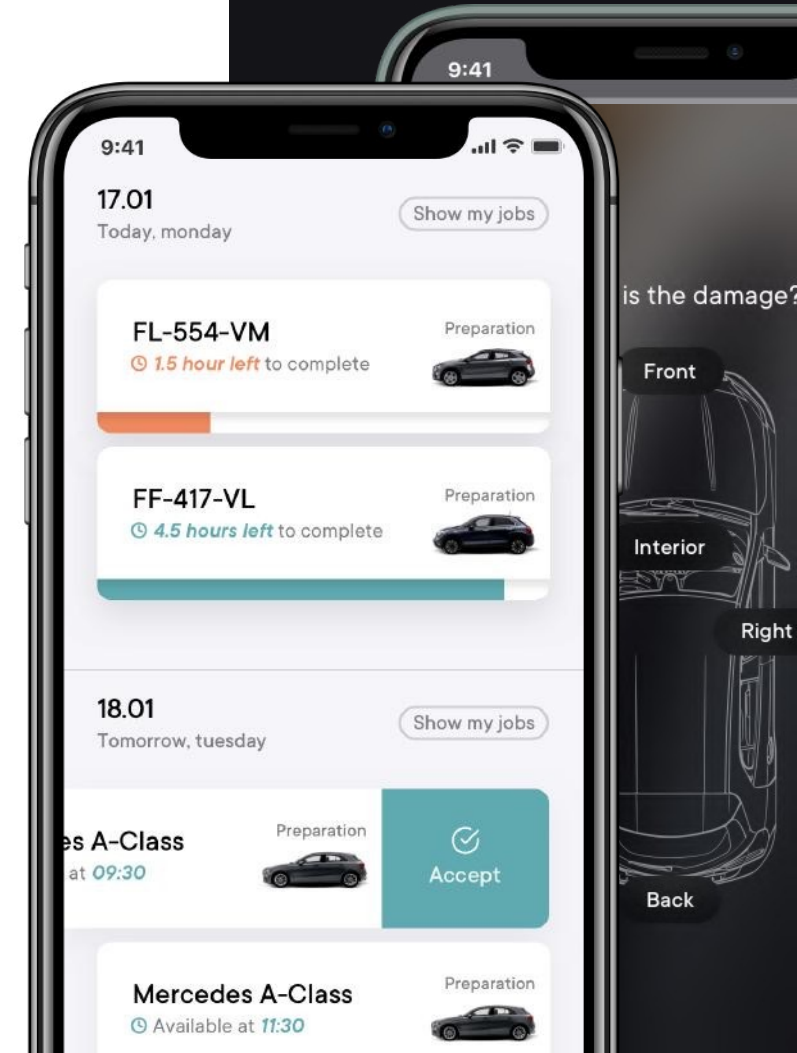 9:41
9:41
17.01
Show my jobs
Today, monday
FL-554-VM
Preparation
1.5 hour left to complete
FF-417-VL
Preparation
4.5 hours left to complete
18.01
Show my jobs
Tomorrow, tuesday
es A-Class
Preparation
at 09:30
Accept
Mercedes A-Class
Preparation
Available at 11:30
is the damage?
Front
Interior
Right
Back